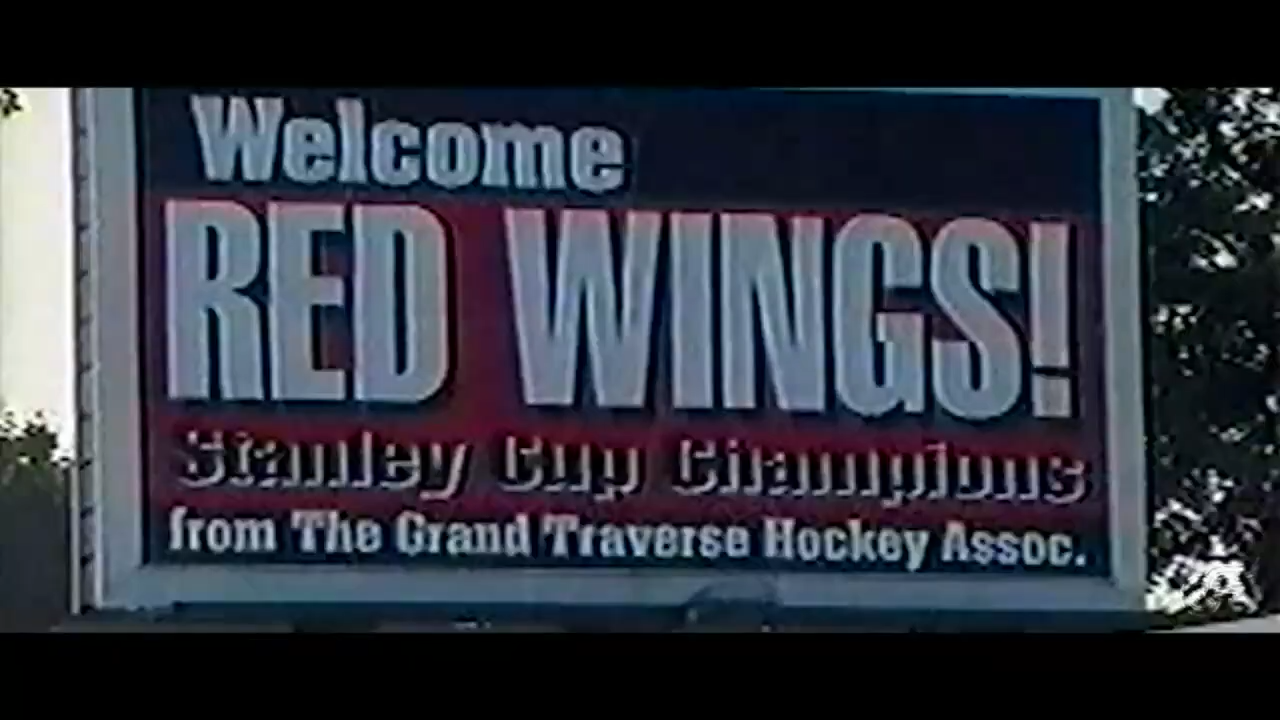 Welcome
RED WINGS!
Stanley Cup Champions
from The Grand Traverse Hockey Assoc.